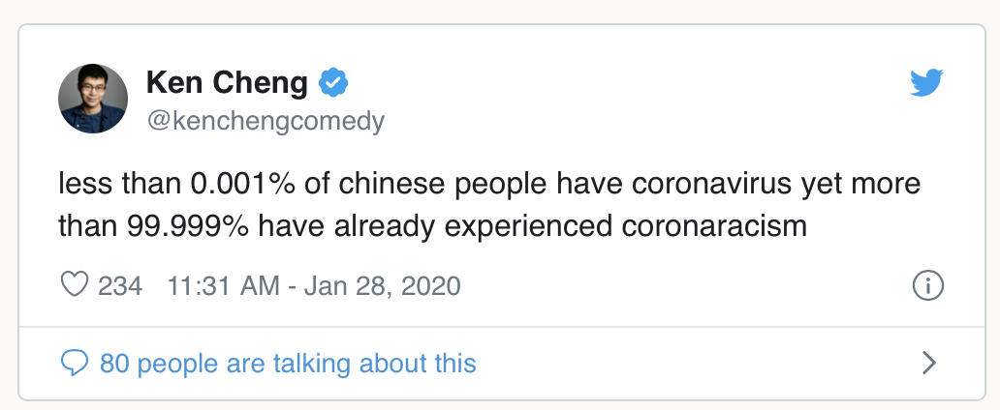 Ken Cheng
@kenchengcomedy
less than 0.001% of chinese people have coronavirus yet more
than 99.999% have already experienced coronaracism
234 11:31 AM - Jan 28, 2020
80 people are talking about this